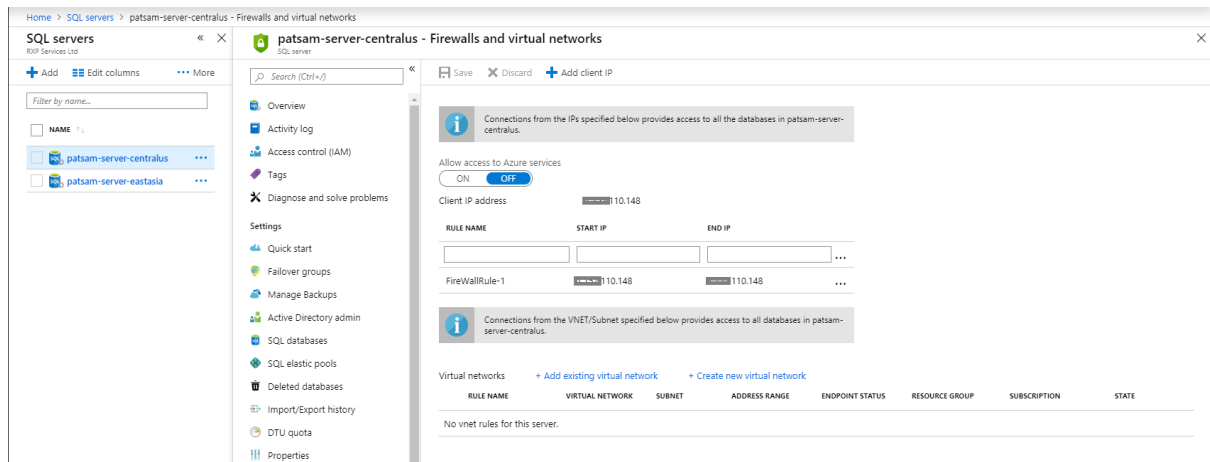 Home > SQL servers > patsam-server-centralus - Firewalls and virtual networks
SQL servers
RXP Services Ltd
Add Edit columns ••• More
Filter by name...
NAME
patsam-server-centralus •••
patsam-server-eastasia •••
patsam-server-centralus - Firewalls and virtual networks
SQL server
Search (Ctrl+/)
Overview
Activity log
Access control (IAM)
Tags
Diagnose and solve problems
Settings
Quick start
Failover groups
Manage Backups
Active Directory admin
SQL databases
SQL elastic pools
Deleted databases
Import/Export history
DTU quota
Properties
Save Discard Add client IP
Connections from the IPs specified below provides access to all the databases in patsam-server-
centralus.
Allow access to Azure services
ON OFF
Client IP address 110.148
RULE NAME START IP END IP
...
FireWallRule-1 110.148 110.148 ...
Connections from the VNET/Subnet specified below provides access to all databases in patsam-
server-centralus.
Virtual networks + Add existing virtual network + Create new virtual network
RULE NAME VIRTUAL NETWORK SUBNET ADDRESS RANGE ENDPOINT STATUS RESOURCE GROUP SUBSCRIPTION STATE
No vnet rules for this server.